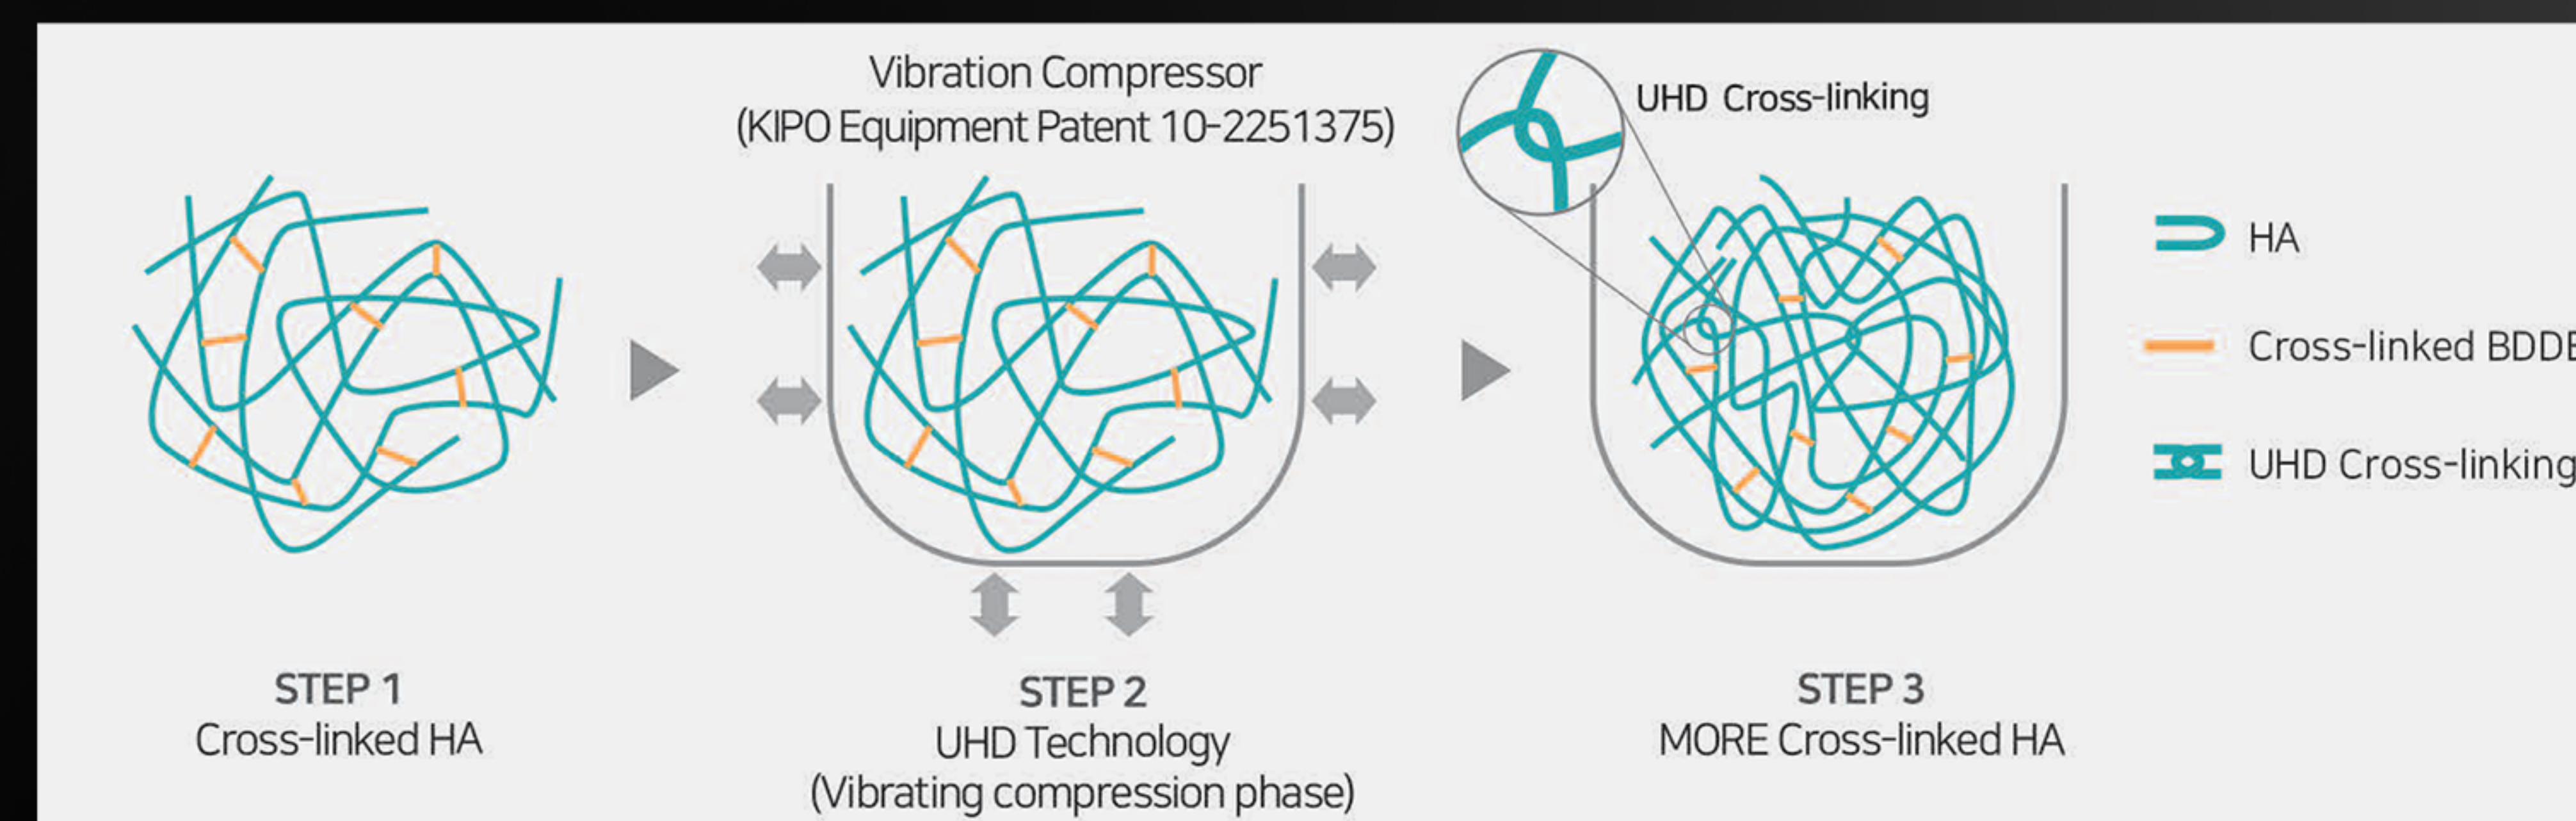 Vibration Compressor
(KIPO Equipment Patent 10-2251375)
UHD Cross-linking
HA
Cross-linked BDDE
UHD Cross-linking
STEP 1
Cross-linked HA
STEP 2
UHD Technology
(Vibrating compression phase)
STEP 3
MORE Cross-linked HA